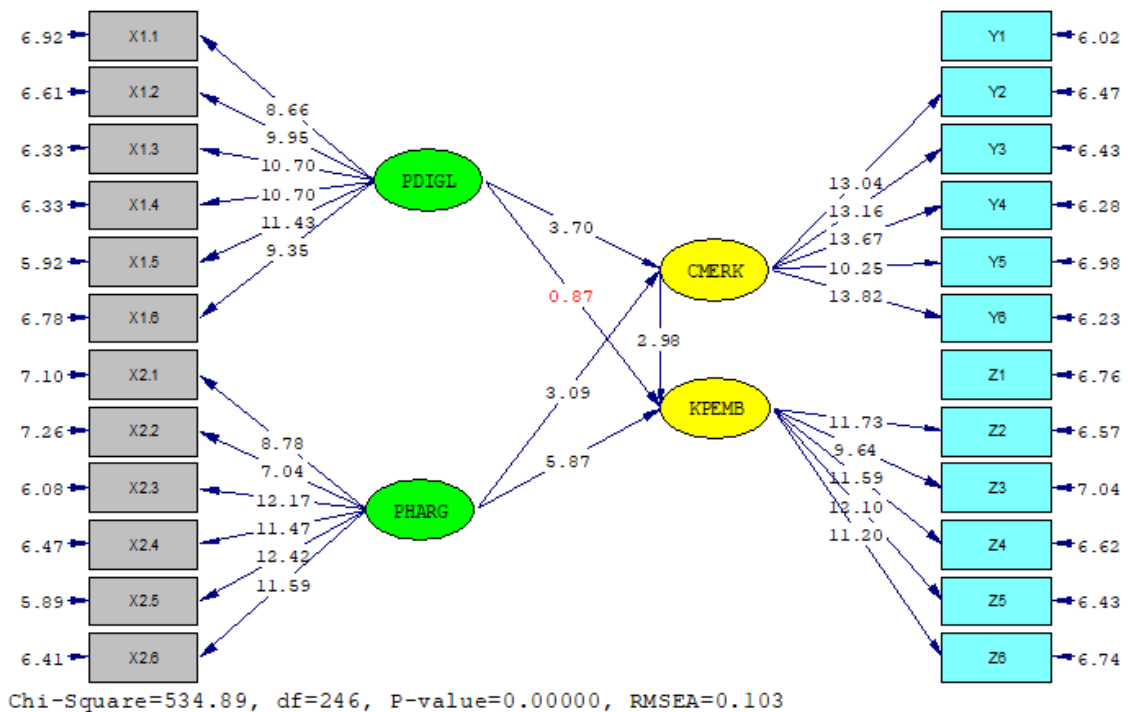 6.92 X1.1
6.61 X1.2
6.33 X1.3
6.33 X1.4
5.92 X1.5
6.78 X1.6
7.10 X2.1
7.26 X2.2
6.08 X2.3
6.47 X2.4
5.89 X2.5
6.41 X2.6
8.66
9.95
10.70
10.70
11.43
9.35
8.78
7.04
12.17
11.47
12.42
11.59
PDIGL
PHARG
3.70
0.87
2.98
3.09
5.87
CMERK
KPEMB
13.04
13.16
13.67
10.25
13.82
11.73
9.64
11.59
12.10
11.20
Y1 6.02
Y2 6.47
Y3 6.43
Y4 6.28
Y5 6.98
Y6 6.23
Z1 6.76
Z2 6.57
Z3 7.04
Z4 6.62
Z5 6.43
Z6 6.74
Chi-Square=534.89, df=246, P-value=0.00000, RMSEA=0.103